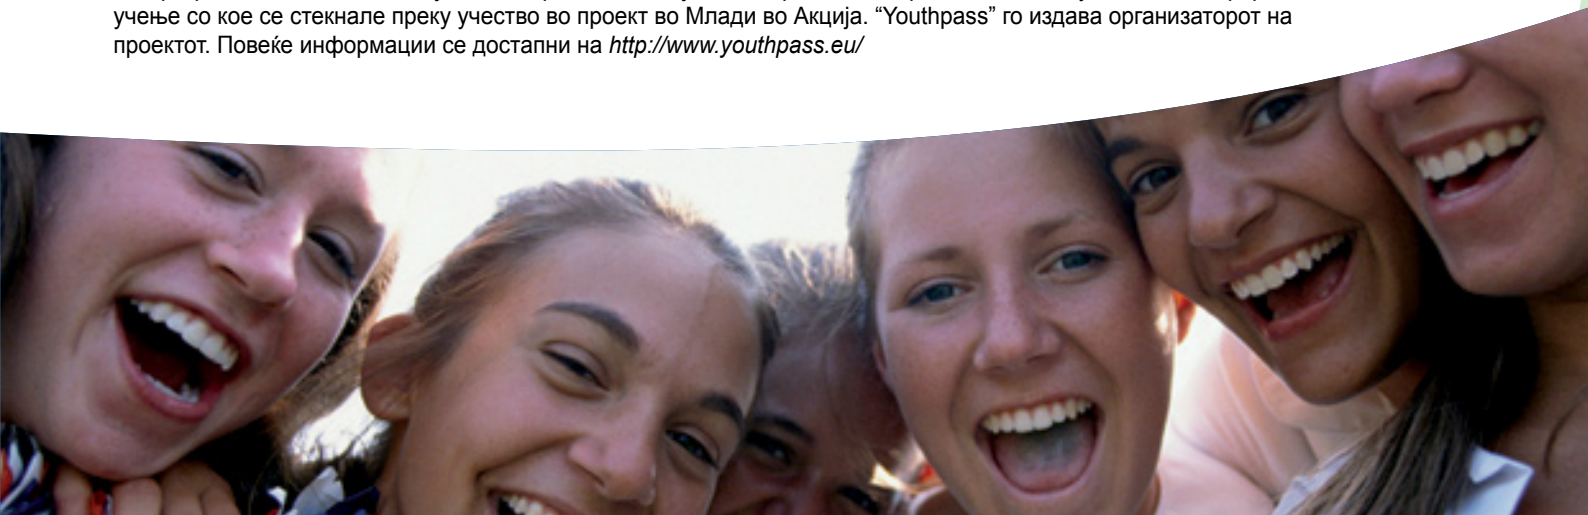 учење со кое се стекнале преку учество во проект во Млади во Акција. “Youthpass” го издава организаторот на
проектот. Повеќе информации се достапни на http://www.youthpass.eu/